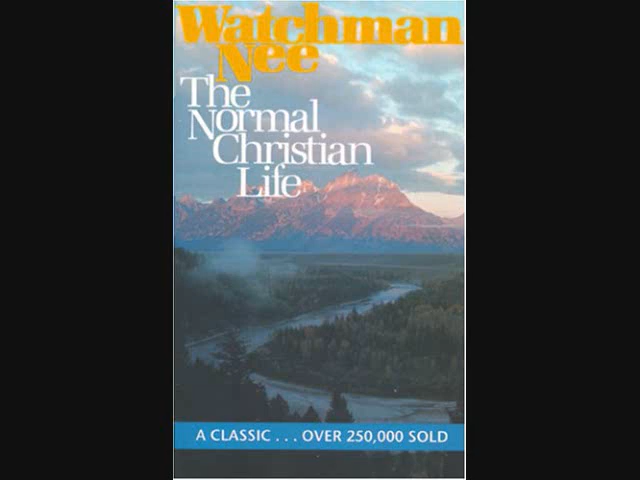 Watchman
Nee
The
Normal
Christian
Life
A CLASSIC . . . OVER 250,000 SOLD